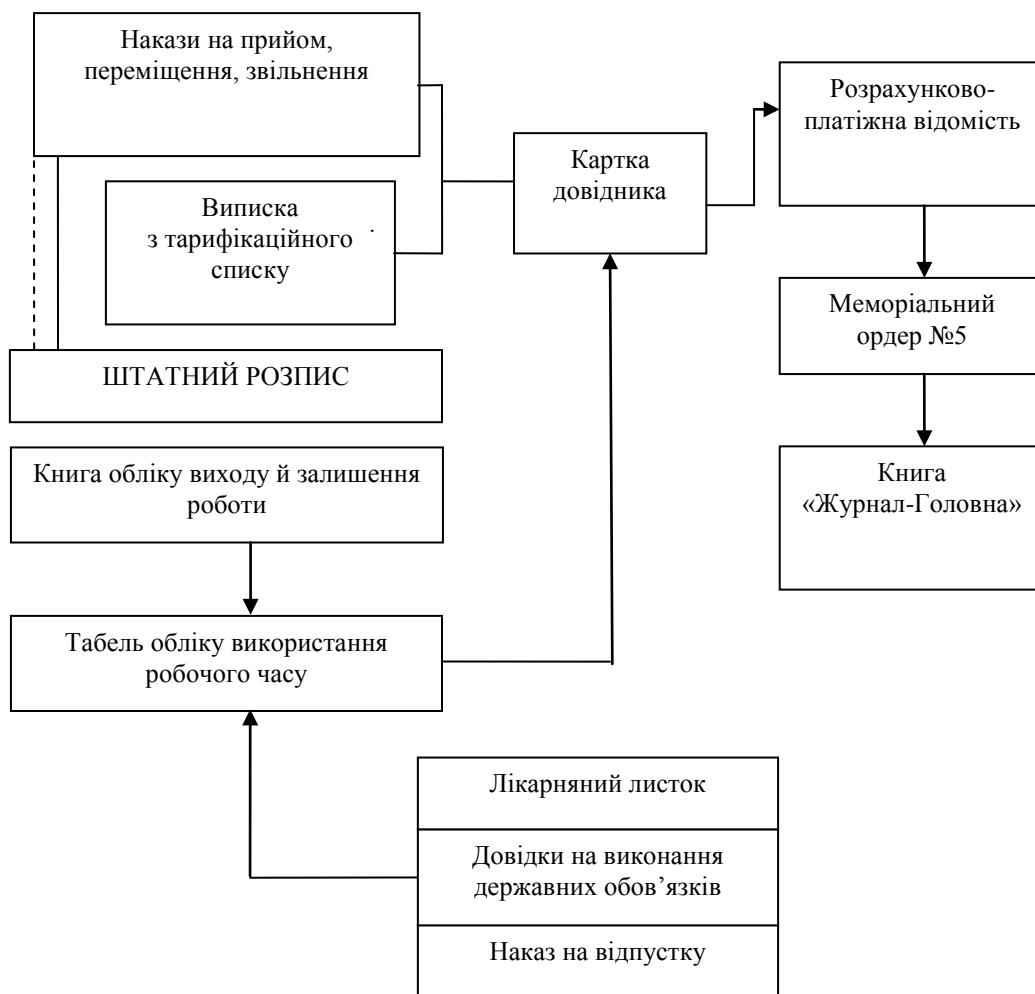 Накази на прийом,
переміщення, звільнення
Виписка
з тарифікаційного
списку
ШТАТНИЙ РОЗПИС
Книга обліку виходу й залишення
роботи
Табель обліку використання
робочого часу
Лікарняний листок
Довідки на виконання
державних обов’язків
Наказ на відпустку
Картка
довідника
Розрахунково-
платіжна відомість
Меморіальний
ордер №5
Книга
«Журнал-Головна»